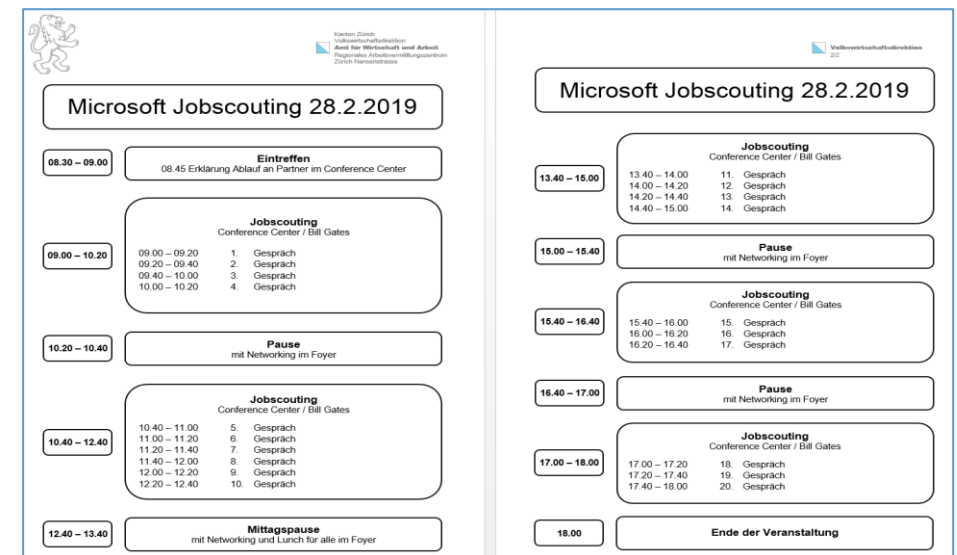 Kanton Zürich
Volkswirtschaftsdirektion
Amt für Wirtschaft und Arbeit
Regionales Arbeitsvermittlungszentrum
Zürich Nansenstrasse
Microsoft Jobscouting 28.2.2019
08.30 – 09.00
Eintreffen
08.45 Erklärung Ablauf an Partner im Conference Center
09.00 – 10.20
Jobscouting
Conference Center / Bill Gates
09.00 – 09.20 1. Gespräch
09.20 – 09.40 2. Gespräch
09.40 – 10.00 3. Gespräch
10.00 – 10.20 4. Gespräch
10.20 – 10.40
Pause
mit Networking im Foyer
10.40 – 12.40
Jobscouting
Conference Center / Bill Gates
10.40 – 11.00 5. Gespräch
11.00 – 11.20 6. Gespräch
11.20 – 11.40 7. Gespräch
11.40 – 12.00 8. Gespräch
12.00 – 12.20 9. Gespräch
12.20 – 12.40 10. Gespräch
12.40 – 13.40
Mittagspause
mit Networking und Lunch für alle im Foyer
Volkswirtschaftsdirektion
2/2
Microsoft Jobscouting 28.2.2019
13.40 – 15.00
Jobscouting
Conference Center / Bill Gates
13.40 – 14.00 11. Gespräch
14.00 – 14.20 12. Gespräch
14.20 – 14.40 13. Gespräch
14.40 – 15.00 14. Gespräch
15.00 – 15.40
Pause
mit Networking im Foyer
15.40 – 16.40
Jobscouting
Conference Center / Bill Gates
15.40 – 16.00 15. Gespräch
16.00 – 16.20 16. Gespräch
16.20 – 16.40 17. Gespräch
16.40 – 17.00
Pause
mit Networking im Foyer
17.00 – 18.00
Jobscouting
Conference Center / Bill Gates
17.00 – 17.20 18. Gespräch
17.20 – 17.40 19. Gespräch
17.40 – 18.00 20. Gespräch
18.00
Ende der Veranstaltung